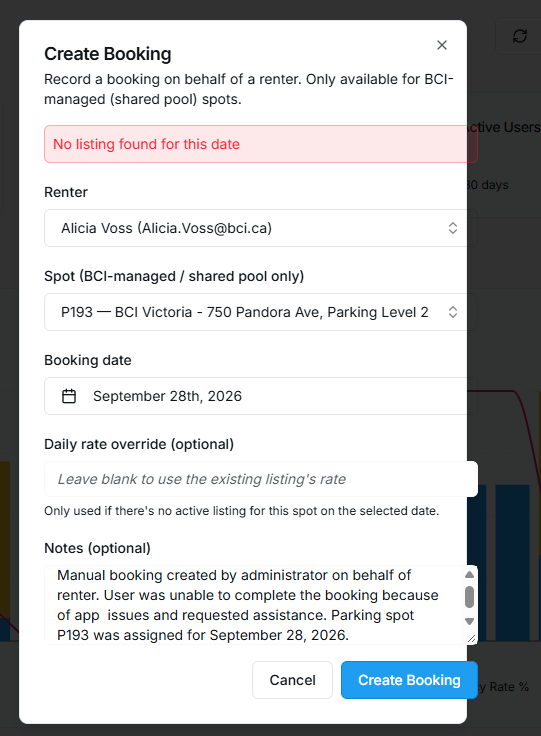 Create Booking
Record a booking on behalf of a renter. Only available for BCI-
managed (shared pool) spots.
No listing found for this date
Renter
Alicia Voss (Alicia.Voss@bci.ca)
Spot (BCI-managed / shared pool only)
P193 — BCI Victoria - 750 Pandora Ave, Parking Level 2
Booking date
September 28th, 2026
Daily rate override (optional)
Leave blank to use the existing listing's rate
Only used if there's no active listing for this spot on the selected date.
Notes (optional)
Manual booking created by administrator on behalf of
renter. User was unable to complete the booking because
of app  issues and requested assistance. Parking spot
P193 was assigned for September 28, 2026.
Cancel
Create Booking
Users
days
Rate %